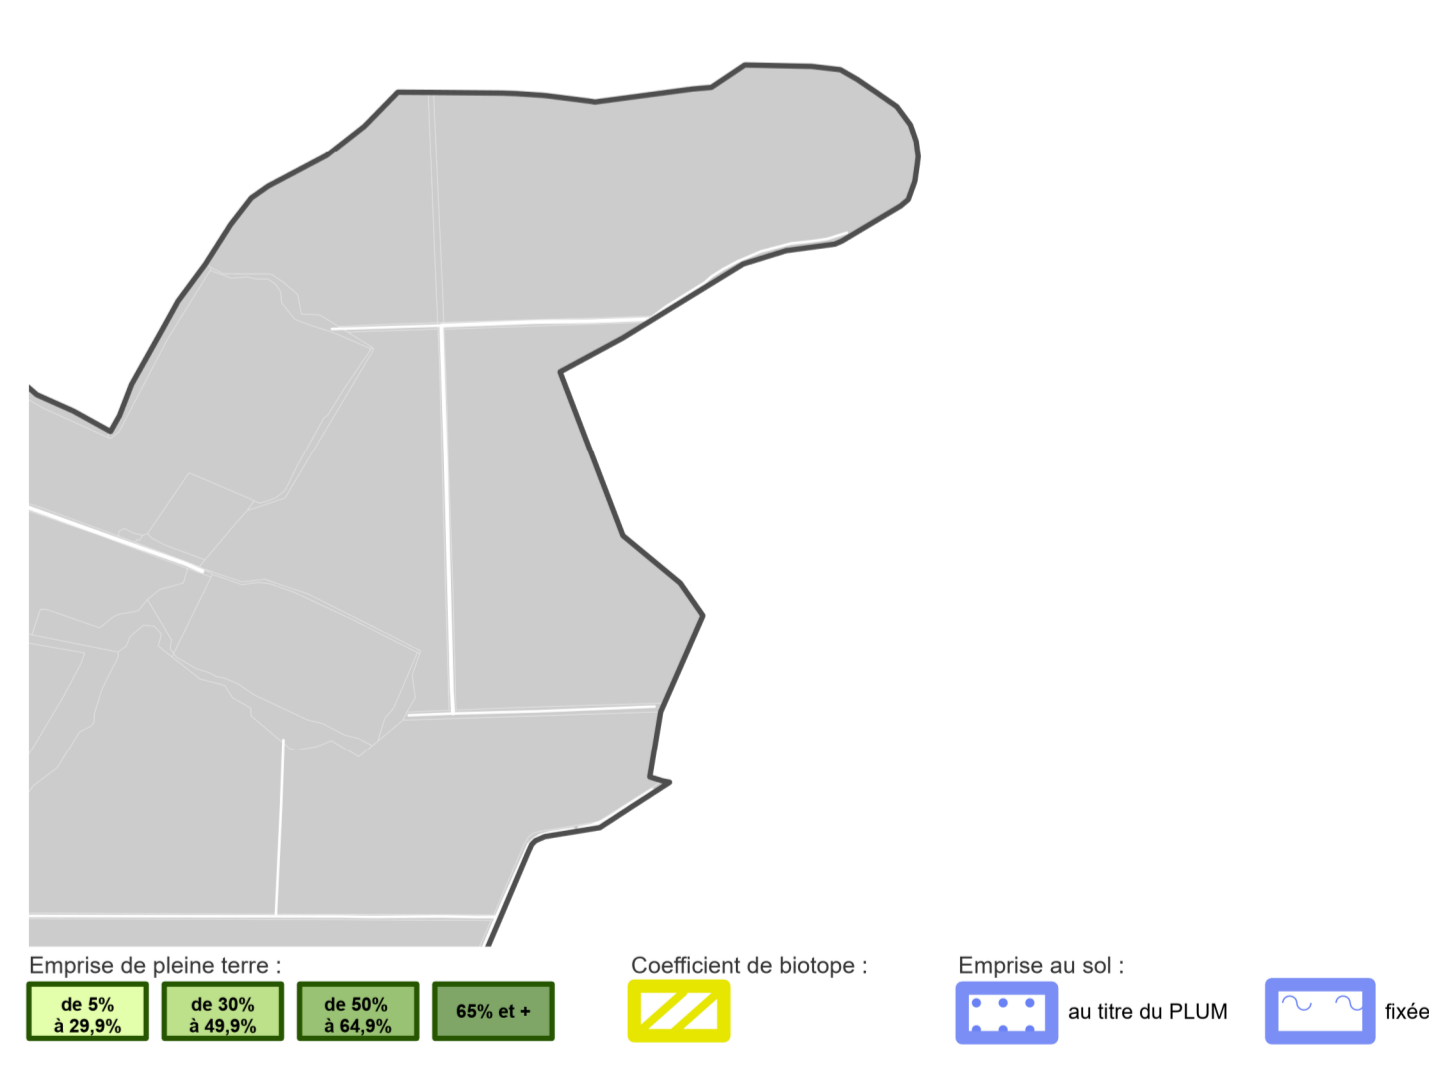 Emprise de pleine terre :
de 5%
à 29,9%
de 30%
à 49,9%
de 50%
à 64,9%
65% et +
Coefficient de biotope :
Emprise au sol :
au titre du PLUM
fixée